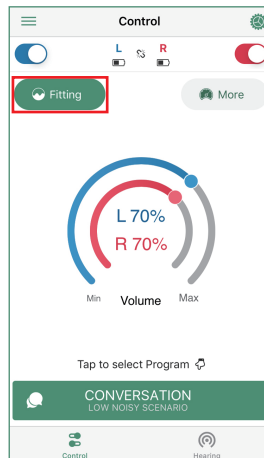 Control
L R
Fitting
More
L 70%
R 70%
Min Volume Max
Tap to select Program
CONVERSATION
LOW NOISY SCENARIO
Control Hearing